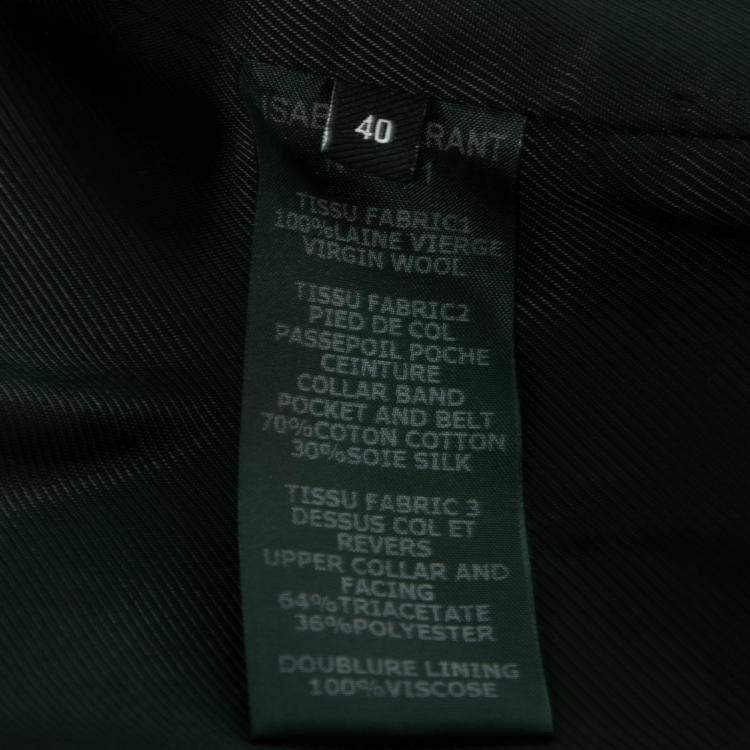 ISAB RANT
40
TISSU FABRIC1
100%LAINE VIERGE
VIRGIN WOOL
TISSU FABRIC2
PIED DE COL
PASSEPOIL POCHE
CEINTURE
COLLAR BAND
POCKET AND BELT
70%COTON COTTON
30%SOIE SILK
TISSU FABRIC 3
DESSUS COL ET
REVERS
UPPER COLLAR AND
FACING
64%TRIACETATE
36%POLYESTER
DOUBLURE LINING
100%VISCOSE